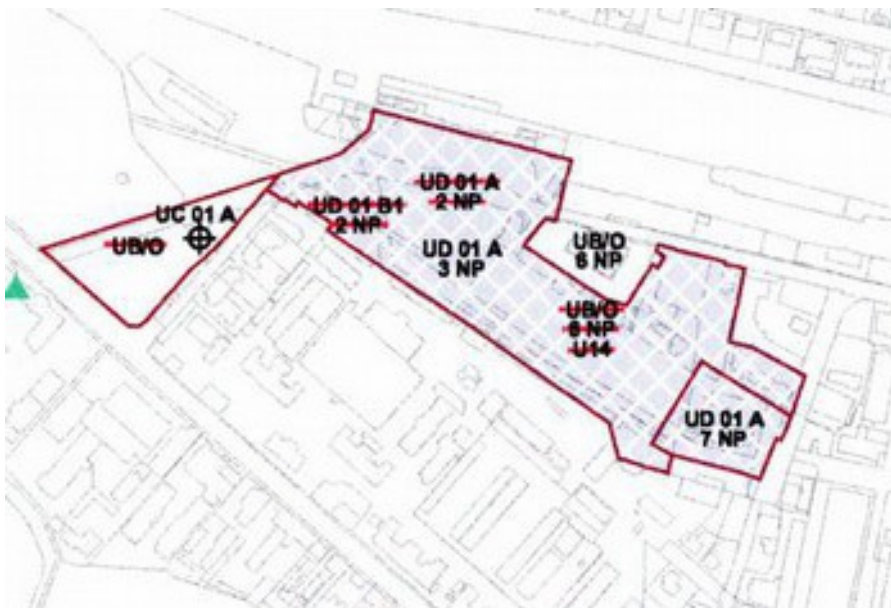 UD 01 A
2 NP
UD 01 B1
2 NP
UC 01 A
UB/O
UD 01 A
3 NP
UB/O
6 NP
UB/O
6 NP
U14
UD 01 A
7 NP